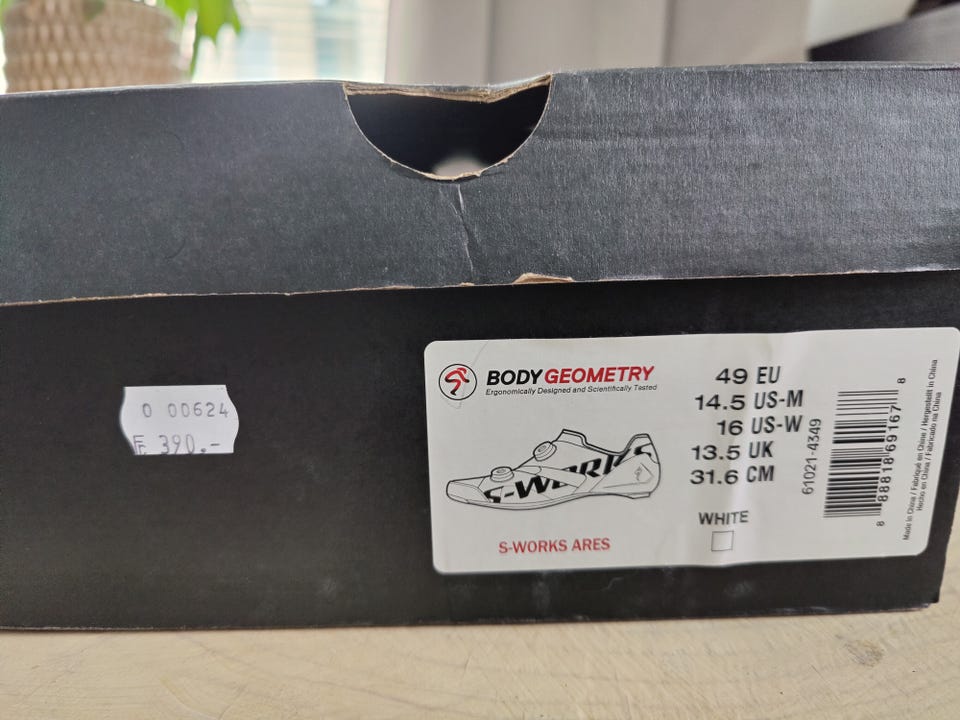 0 00624
Fr. 390.-
BODY GEOMETRY
Ergonomically Designed and Scientifically Tested
S-WORKS
S-WORKS ARES
49 EU
14.5 US-M
16 US-W
13.5 UK
31.6 CM
WHITE
61021-4349
8 88818 69167 8
Made in China / Fabriqué en Chine / Hergestellt in China
Hecho en China / Fabricado na China